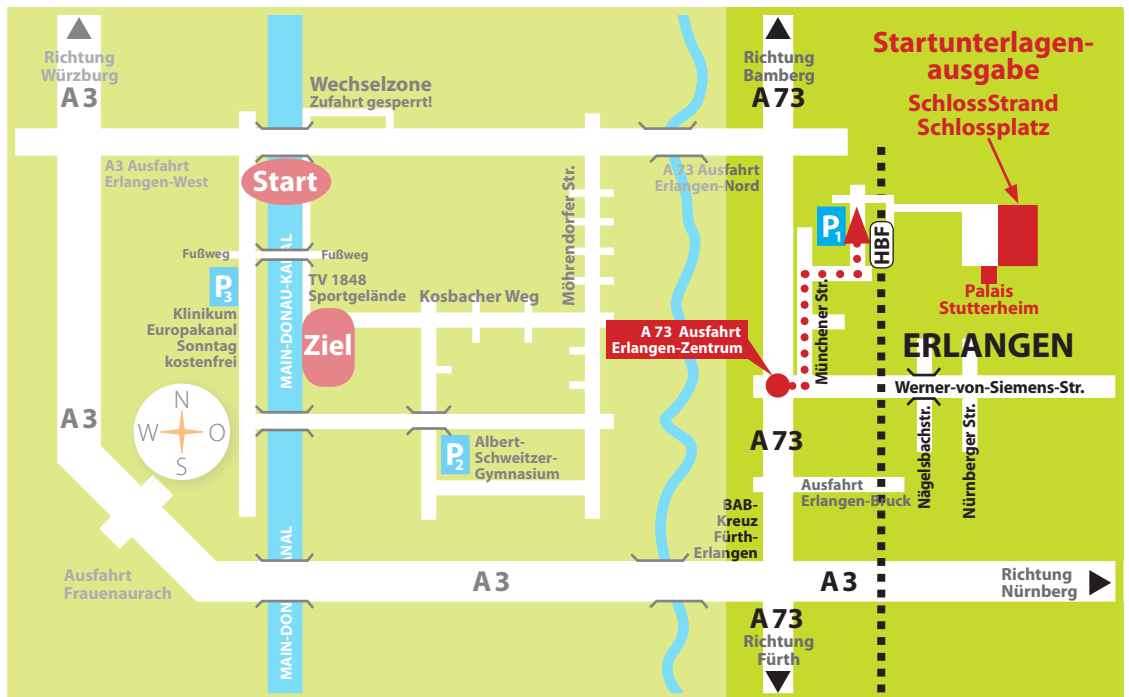 Richtung
Würzburg
A 3
Wechselzone
Zufahrt gesperrt!
Richtung
Bamberg
A 73
Startunterlagen-
ausgabe
SchlossStrand
Schlossplatz
A3 Ausfahrt
Erlangen-West
Start
Möhrendorfer Str.
A 73 Ausfahrt
Erlangen-Nord
P1
HBF
Fußweg
Fußweg
P3
MAIN-DONAU-KANAL
TV 1848
Sportgelände
Kosbacher Weg
Klinikum
Europakanal
Sonntag
kostenfrei
Ziel
A 73 Ausfahrt
Erlangen-Zentrum
Münchener Str.
Palais
Stutterheim
ERLANGEN
Werner-von-Siemens-Str.
N
W
O
S
A 3
P2
Albert-
Schweitzer-
Gymnasium
A 73
Nägelsbachstr.
Nürnberger Str.
Ausfahrt
Erlangen-Bruck
BAB-
Kreuz
Fürth-
Erlangen
MAIN-DON
ANAL
Ausfahrt
Frauenaurach
A 3
A 3
Richtung
Nürnberg
A 73
Richtung
Fürth